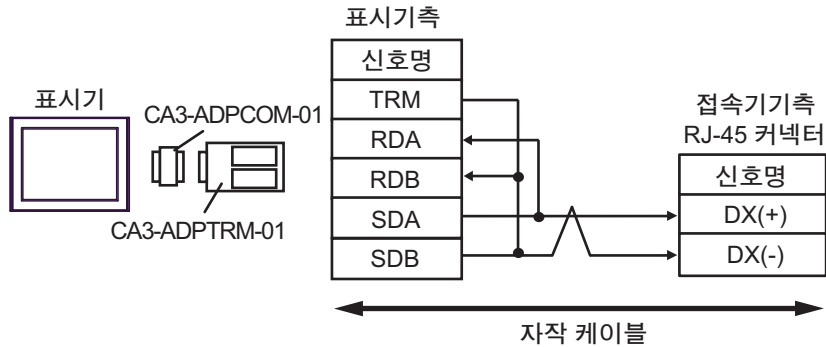 표시기측
신호명
TRM
RDA
RDB
SDA
SDB
표시기
CA3-ADPCOM-01
CA3-ADPTRM-01
접속기기측
RJ-45 커넥터
신호명
DX(+)
DX(-)
자작 케이블